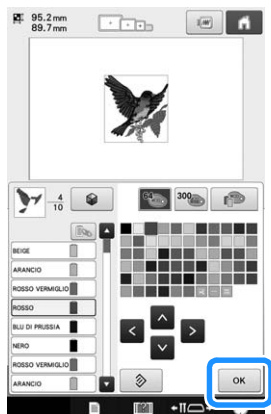 95.2 mm
89.7 mm
4
10
64
300
BEIGE
ARANCIO
ROSSO VERMIGLIO
ROSSO
BLU DI PRUSSIA
NERO
ROSSO VERMIGLIO
ARANCIO
OK